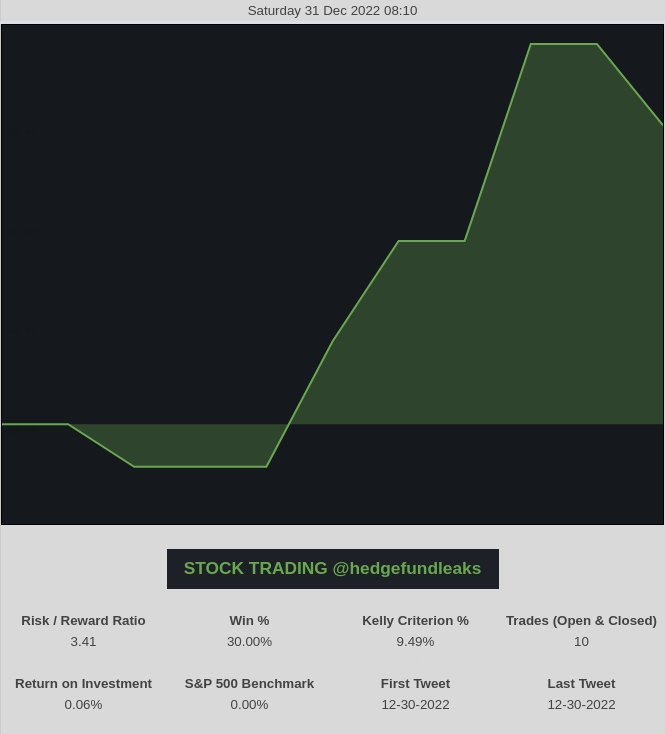 Saturday 31 Dec 2022 08:10
STOCK TRADING @hedgefundleaks
Risk / Reward Ratio Win % Kelly Criterion % Trades (Open & Closed)
3.41 30.00% 9.49% 10
Return on Investment S&P 500 Benchmark First Tweet Last Tweet
0.06% 0.00% 12-30-2022 12-30-2022